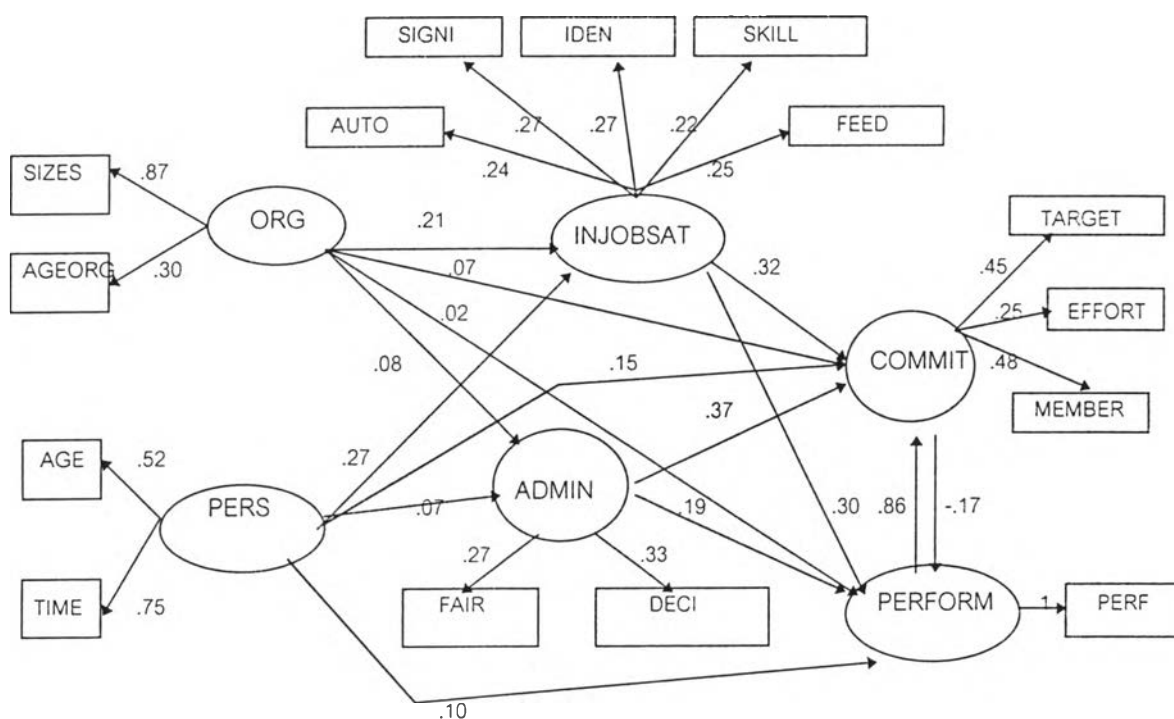 SIGNI
IDEN
SKILL
AUTO
FEED
.27
.27
.22
.24
.25
SIZES
.87
ORG
AGEORG
.30
.21
INJOBSAT
TARGET
.07
.32
.45
.02
EFFORT
.25
COMMIT
.08
.15
.48
MEMBER
.37
AGE
.52
.27
PERS
ADMIN
.07
.19
.30
.86
-.17
TIME
.75
.27
.33
FAIR
DECI
PERFORM
1
PERF
.10